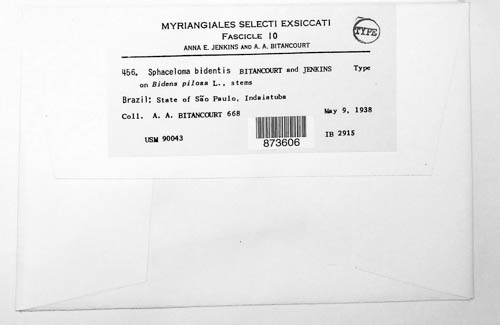 MYRIANGIALES SELECTI EXSICCATI
FASCICLE 10
ANNA E. JENKINS AND A. A. BITANCOURT
TYPE
456. Sphaceloma bidentis BITANCOURT and JENKINS Type
on Bidens pilosa L., stems
Brazil: State of São Paulo, Indaiatuba
Coll. A. A. BITANCOURT 668 May 9, 1938
USM 90043 IB 2915
873606